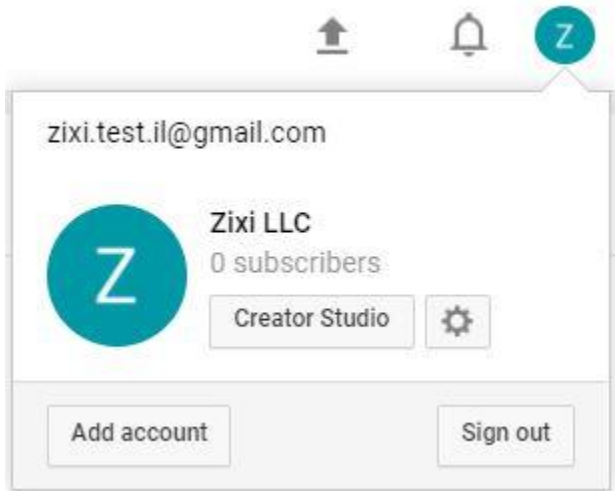 Z
zixi.test.il@gmail.com
Z
Zixi LLC
0 subscribers
Creator Studio
Add account
Sign out